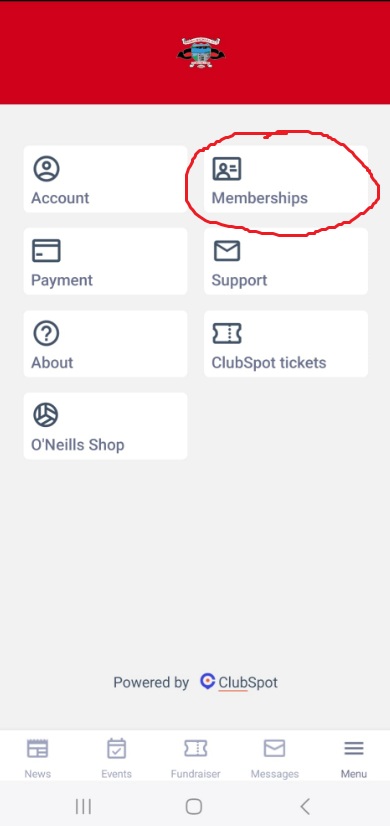 Account
Memberships
Payment
Support
About
ClubSpot tickets
O'Neills Shop
Powered by ClubSpot
News
Events
Fundraiser
Messages
Menu